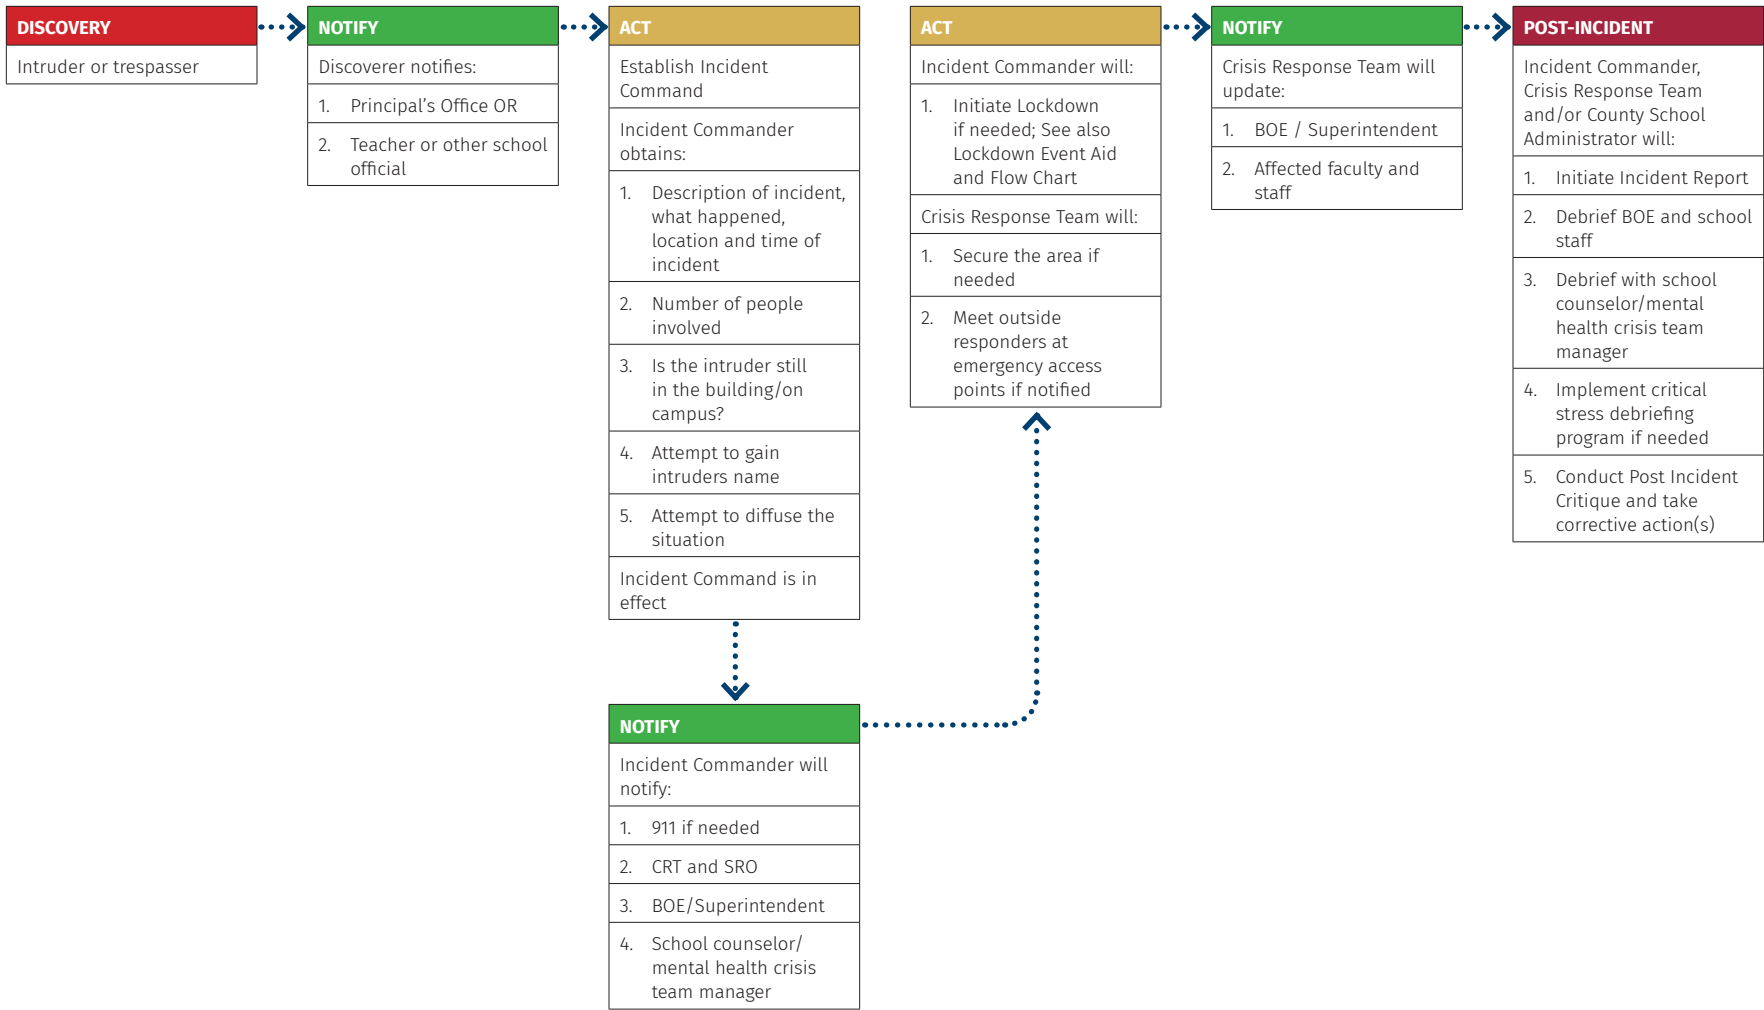 DISCOVERY
Intruder or trespasser
NOTIFY
Discoverer notifies:
1. Principal's Office OR
2. Teacher or other school
official
ACT
Establish Incident
Command
Incident Commander
obtains:
1. Description of incident,
what happened,
location and time of
incident
2. Number of people
involved
3. Is the intruder still
in the building/on
campus?
4. Attempt to gain
intruders name
5. Attempt to diffuse the
situation
Incident Command is in
effect
NOTIFY
Incident Commander will
notify:
1. 911 if needed
2. CRT and SRO
3. BOE/Superintendent
4. School counselor/
mental health crisis
team manager
ACT
Incident Commander will:
1. Initiate Lockdown
if needed; See also
Lockdown Event Aid
and Flow Chart
Crisis Response Team will:
1. Secure the area if
needed
2. Meet outside
responders at
emergency access
points if notified
NOTIFY
Crisis Response Team will
update:
1. BOE / Superintendent
2. Affected faculty and
staff
POST-INCIDENT
Incident Commander,
Crisis Response Team
and/or County School
Administrator will:
1. Initiate Incident Report
2. Debrief BOE and school
staff
3. Debrief with school
counselor/mental
health crisis team
manager
4. Implement critical
stress debriefing
program if needed
5. Conduct Post Incident
Critique and take
corrective action(s)